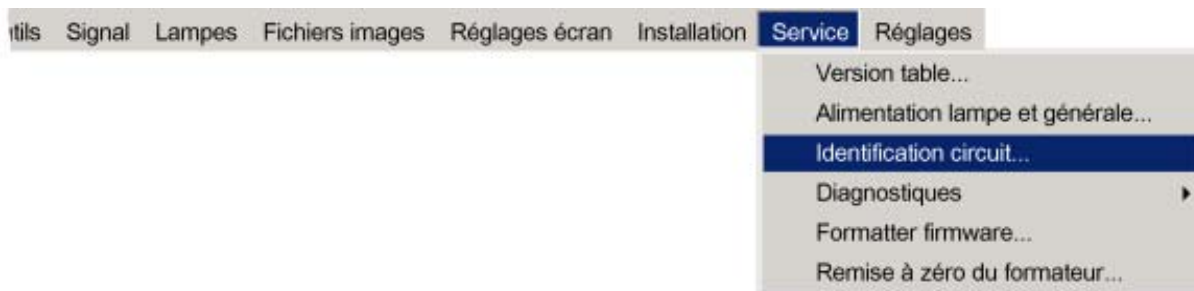 tils Signal Lampes Fichiers images Réglages écran Installation Service Réglages
Version table...
Alimentation lampe et générale...
Identification circuit...
Diagnostiques
Formatter firmware...
Remise à zéro du formateur...